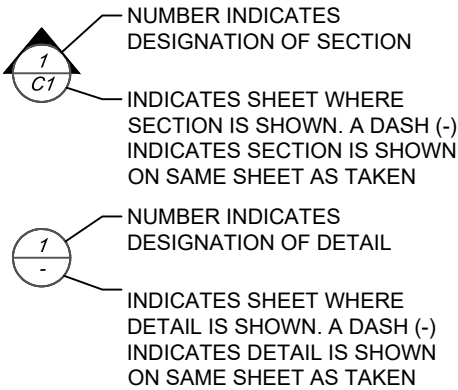 NUMBER INDICATES
DESIGNATION OF SECTION
1
C1
INDICATES SHEET WHERE
SECTION IS SHOWN. A DASH (-)
INDICATES SECTION IS SHOWN
ON SAME SHEET AS TAKEN
NUMBER INDICATES
DESIGNATION OF DETAIL
1
-
INDICATES SHEET WHERE
DETAIL IS SHOWN. A DASH (-)
INDICATES DETAIL IS SHOWN
ON SAME SHEET AS TAKEN